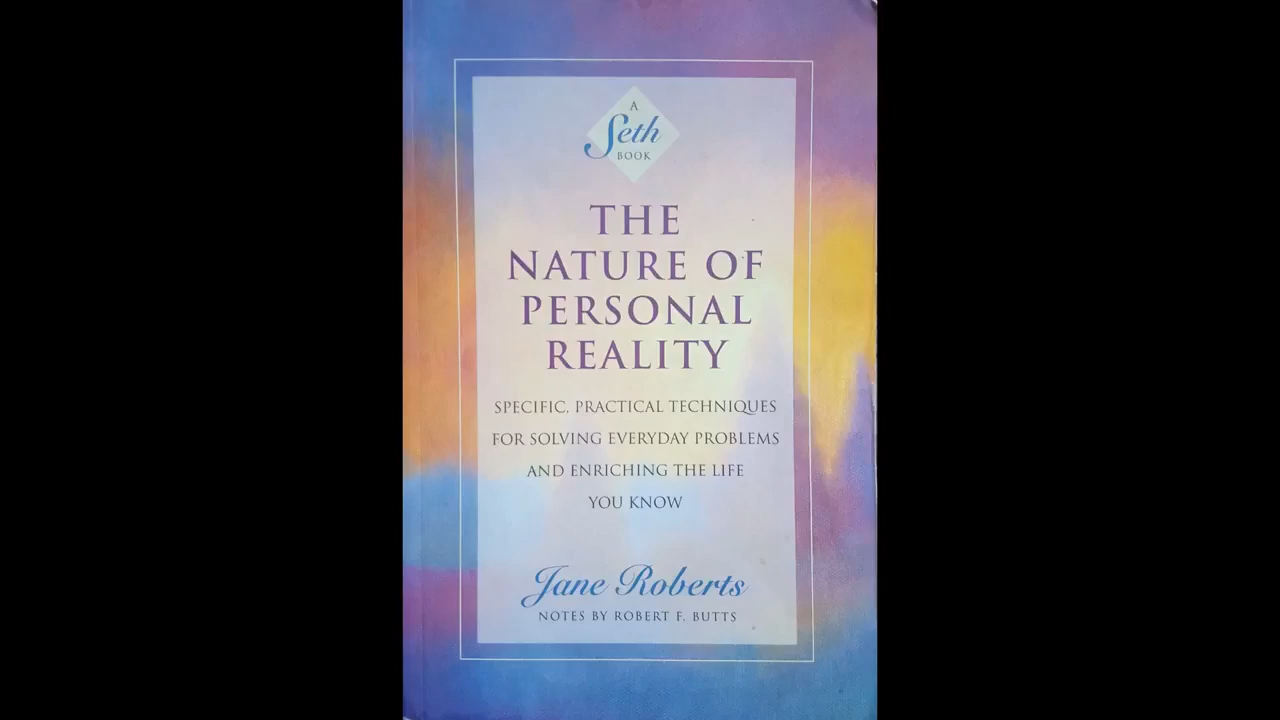 A
Seth
BOOK
THE
NATURE OF
PERSONAL
REALITY
SPECIFIC, PRACTICAL TECHNIQUES
FOR SOLVING EVERYDAY PROBLEMS
AND ENRICHING THE LIFE
YOU KNOW
Jane Roberts
NOTES BY ROBERT F. BUTTS